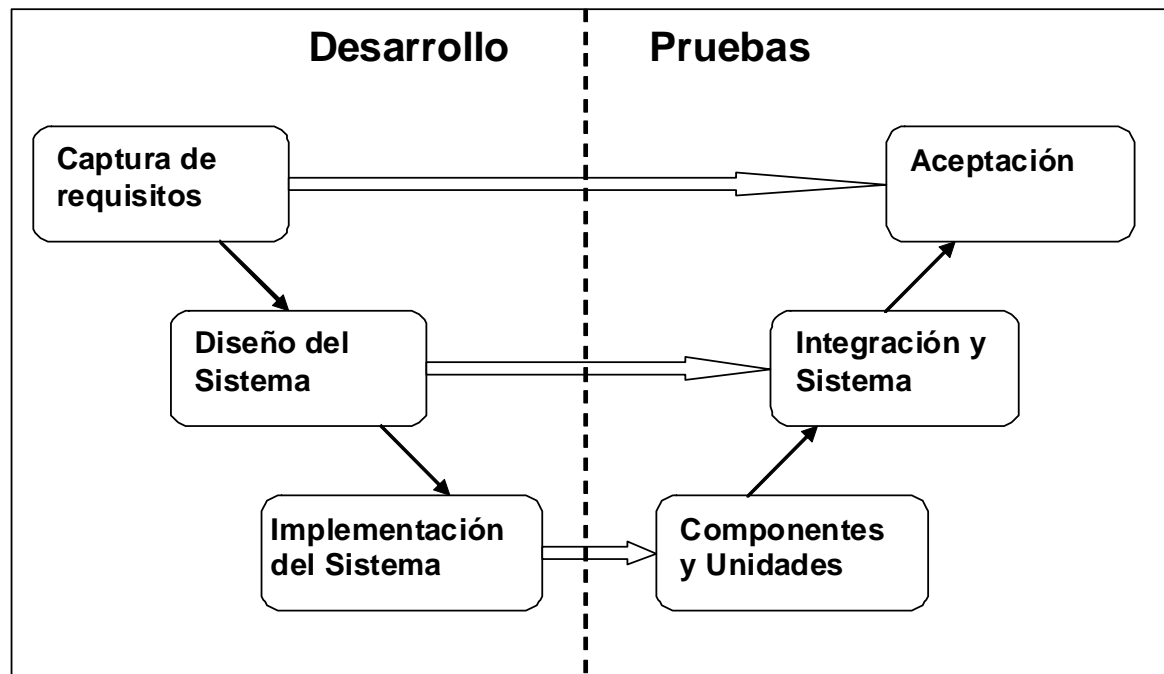 Desarrollo
Pruebas
Captura de
requisitos
Aceptación
Diseño del
Sistema
Integración y
Sistema
Implementación
del Sistema
Componentes
y Unidades